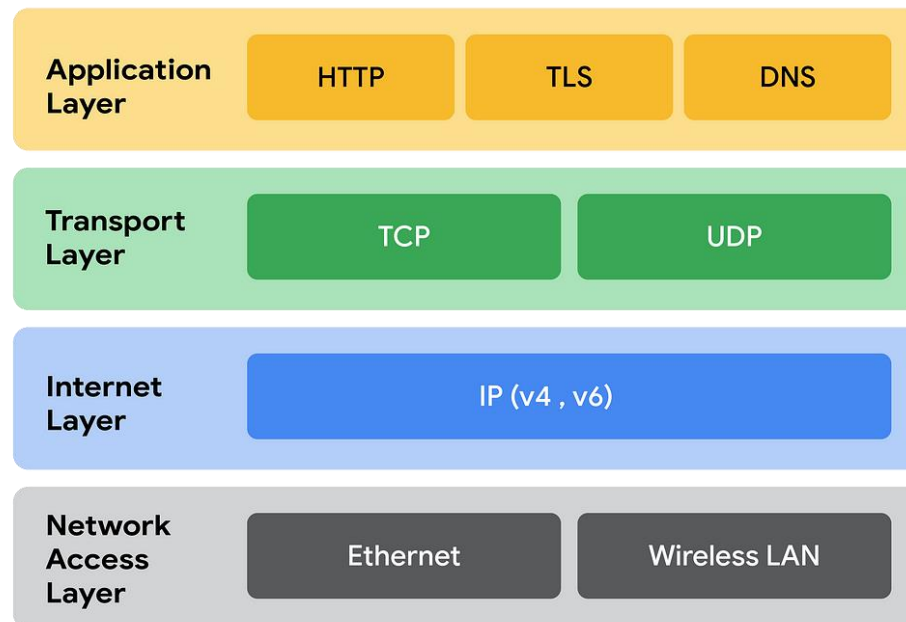 Application
Layer
HTTP
TLS
DNS
Transport
Layer
TCP
UDP
Internet
Layer
IP (v4 , v6)
Network
Access
Layer
Ethernet
Wireless LAN